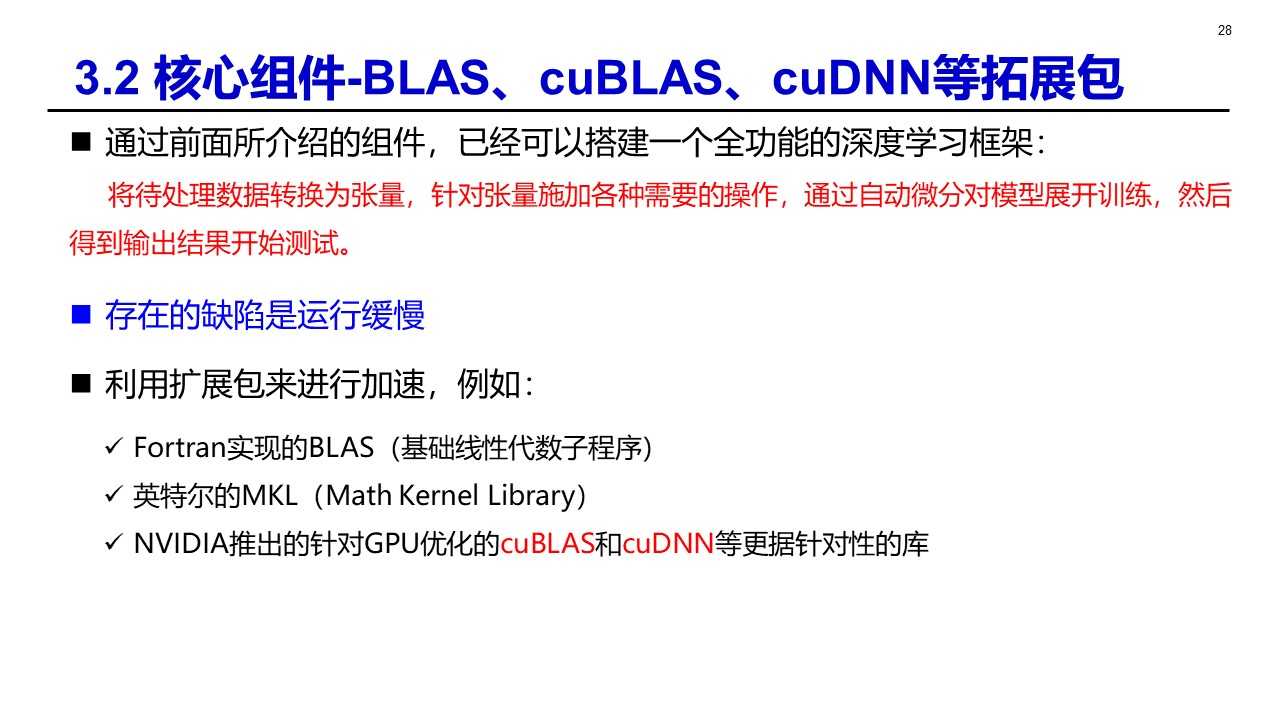 28
3.2 核心组件-BLAS、cuBLAS、cuDNN等拓展包
通过前面所介绍的组件，已经可以搭建一个全功能的深度学习框架：
将待处理数据转换为张量，针对张量施加各种需要的操作，通过自动微分对模型展开训练，然后
得到输出结果开始测试。
存在的缺陷是运行缓慢
利用扩展包来进行加速，例如：
Fortran实现的BLAS（基础线性代数子程序）
英特尔的MKL（Math Kernel Library）
NVIDIA推出的针对GPU优化的cuBLAS和cuDNN等更据针对性的库